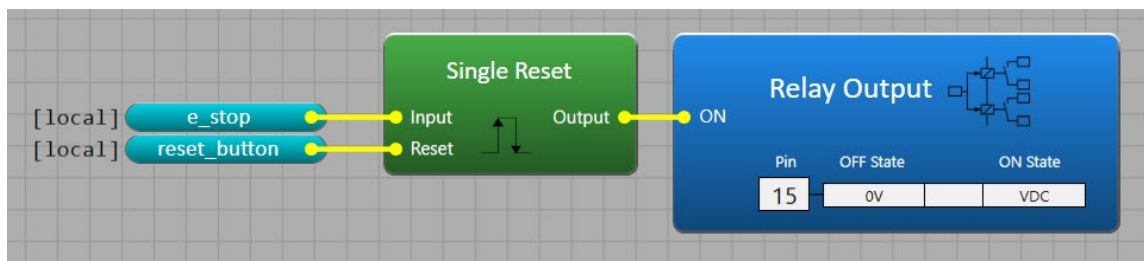 Single Reset
Relay Output
[local] e_stop Input Output ON
[local] reset_button Reset
Pin OFF State ON State
15 0V VDC